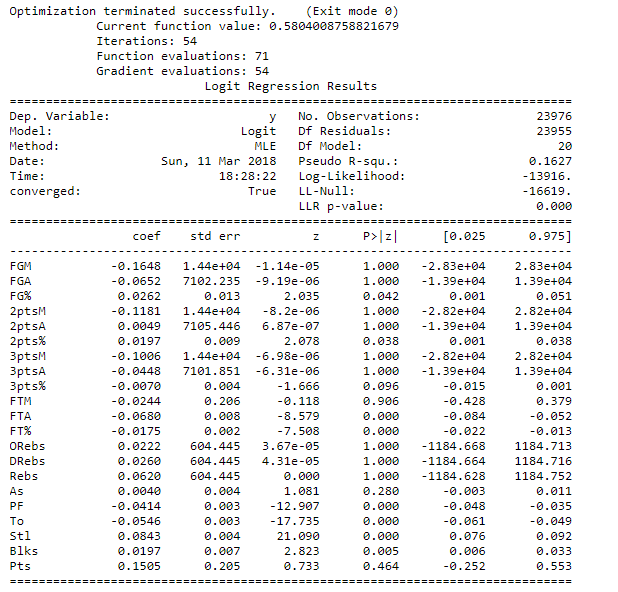 Optimization terminated successfully.    (Exit mode 0)
            Current function value: 0.5804008758821679
            Iterations: 54
            Function evaluations: 71
            Gradient evaluations: 54
                           Logit Regression Results
==============================================================================
Dep. Variable:                      y   No. Observations:                23976
Model:                          Logit   Df Residuals:                    23955
Method:                           MLE   Df Model:                           20
Date:                Sun, 11 Mar 2018   Pseudo R-squ.:                  0.1627
Time:                        18:28:22   Log-Likelihood:                -13916.
converged:                       True   LL-Null:                       -16619.
                                        LLR p-value:                     0.000
==============================================================================
                 coef    std err          z      P>|z|      [0.025      0.975]
------------------------------------------------------------------------------
FGM           -0.1648   1.44e+04  -1.14e-05      1.000   -2.83e+04    2.83e+04
FGA           -0.0652   7102.235  -9.19e-06      1.000   -1.39e+04    1.39e+04
FG%            0.0262      0.013      2.035      0.042       0.001       0.051
2ptsM         -0.1181   1.44e+04   -8.2e-06      1.000   -2.82e+04    2.82e+04
2ptsA          0.0049   7105.446   6.87e-07      1.000   -1.39e+04    1.39e+04
2pts%          0.0197      0.009      2.078      0.038       0.001       0.038
3ptsM         -0.1006   1.44e+04  -6.98e-06      1.000   -2.82e+04    2.82e+04
3ptsA         -0.0448   7101.851  -6.31e-06      1.000   -1.39e+04    1.39e+04
3pts%         -0.0070      0.004     -1.666      0.096      -0.015       0.001
FTM           -0.0244      0.206     -0.118      0.906      -0.428       0.379
FTA           -0.0680      0.008     -8.579      0.000      -0.084      -0.052
FT%           -0.0175      0.002     -7.508      0.000      -0.022      -0.013
ORebs          0.0222    604.445   3.67e-05      1.000   -1184.668    1184.713
DRebs          0.0260    604.445   4.31e-05      1.000   -1184.664    1184.716
Rebs           0.0620    604.445      0.000      1.000   -1184.628    1184.752
As             0.0040      0.004      1.081      0.280      -0.003       0.011
PF            -0.0414      0.003    -12.907      0.000      -0.048      -0.035
To            -0.0546      0.003    -17.735      0.000      -0.061      -0.049
Stl            0.0843      0.004     21.090      0.000       0.076       0.092
Blks           0.0197      0.007      2.823      0.005       0.006       0.033
Pts            0.1505      0.205      0.733      0.464      -0.252       0.553
==============================================================================